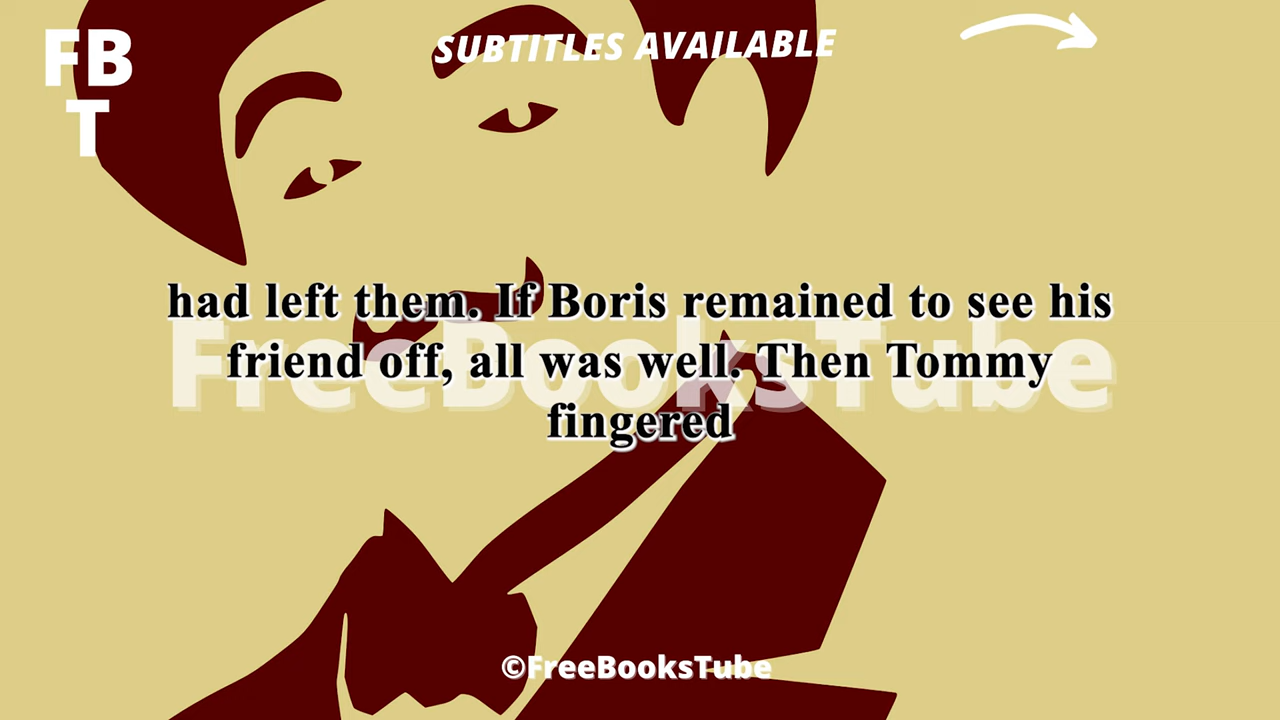 FB
T
SUBTITLES AVAILABLE
had left them. If Boris remained to see his
friend off, all was well. Then Tommy
fingered
FreeBooksTube
©FreeBooksTube